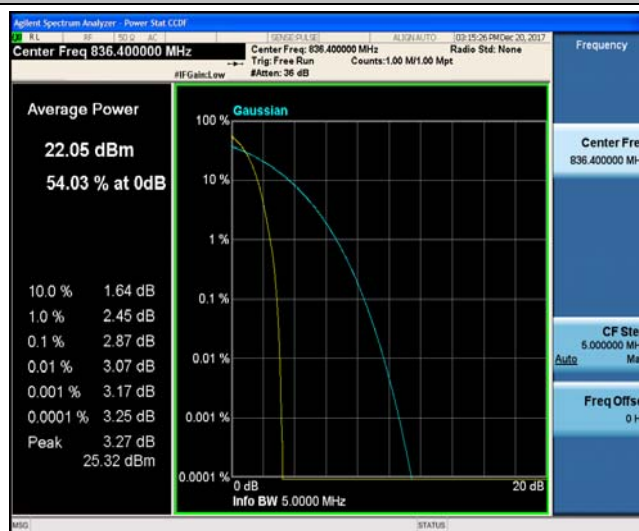 Agilent Spectrum Analyzer - Power Stat CCDF
RL RF 50 Ω AC SENSE:PULSE ALIGN AUTO 03:15:26 PM Dec 20, 2017
Center Freq 836.400000 MHz
Center Freq: 836.400000 MHz Radio Std: None
Trig: Free Run Counts:1.00 M/1.00 Mpt
#IFGain:Low #Atten: 36 dB
Frequency
Average Power
22.05 dBm
54.03 % at 0dB
10.0 % 1.64 dB
1.0 % 2.45 dB
0.1 % 2.87 dB
0.01 % 3.07 dB
0.001 % 3.17 dB
0.0001 % 3.25 dB
Peak 3.27 dB
25.32 dBm
Gaussian
100 %
10 %
1 %
0.1 %
0.01 %
0.001 %
0.0001 %
0 dB 20 dB
Info BW 5.0000 MHz
Center Fre
836.400000 MH
CF Ste
5.000000 MH
Auto Ma
Freq Offs
0 H
MSG STATUS